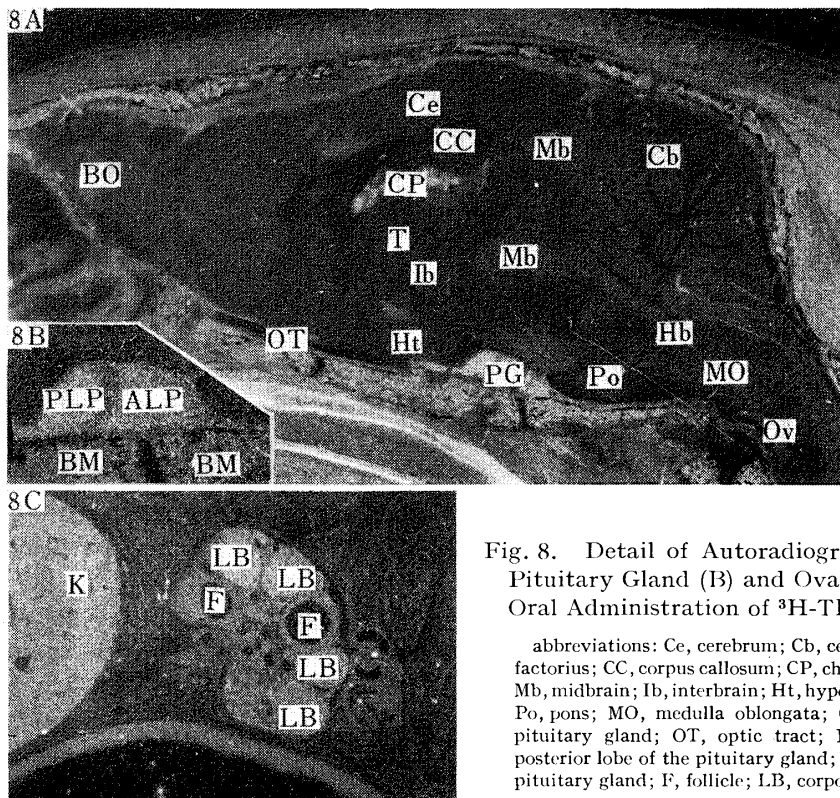 8A
Ce
CC
Mb
Cb
BO
CP
T
Mb
Ib
Hb
OT
Ht
PG
Po
MO
Ov
8B
PLP ALP
BM BM
8C
LB
K
LB
F
F
LB
LB
Fig. 8. Detail of Autoradiogr
Pituitary Gland (B) and Ova
Oral Administration of
abbreviations: Ce, cerebrum; Cb, ce
factorius; CC, corpus callosum; CP, ch
Mb, midbrain; Ib, interbrain; Ht, hype
Po, pons; MO, medulla oblongata;
pituitary gland; OT, optic tract;
posterior lobe of the pituitary gland;
pituitary gland; F, follicle; LB, corpo